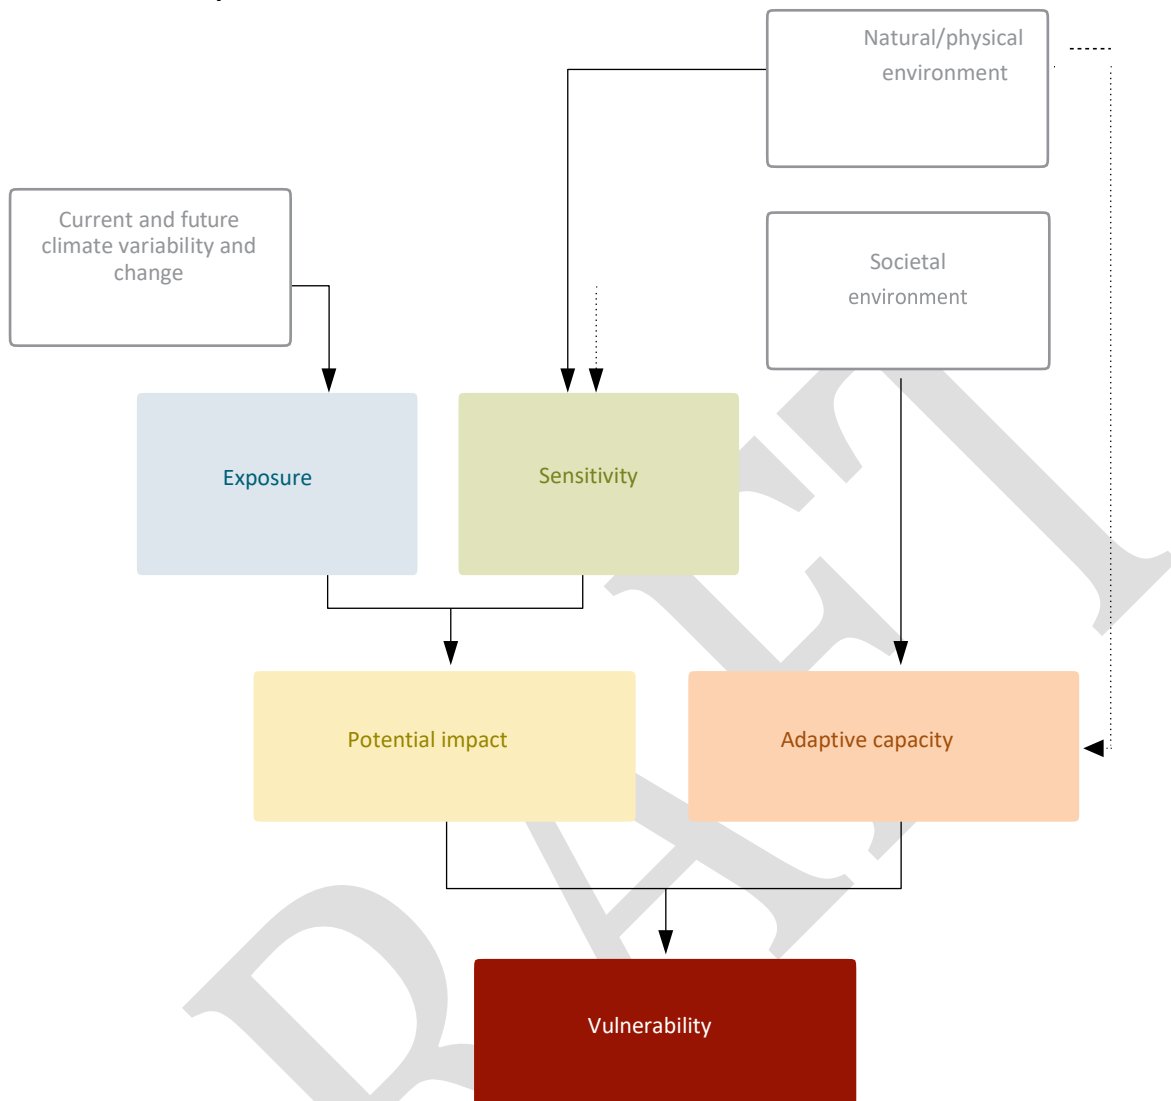 Natural/physical
environment
Current and future
climate variability and
change
Societal
environment
Exposure
Sensitivity
Potential impact
Adaptive capacity
Vulnerability
DRAFT